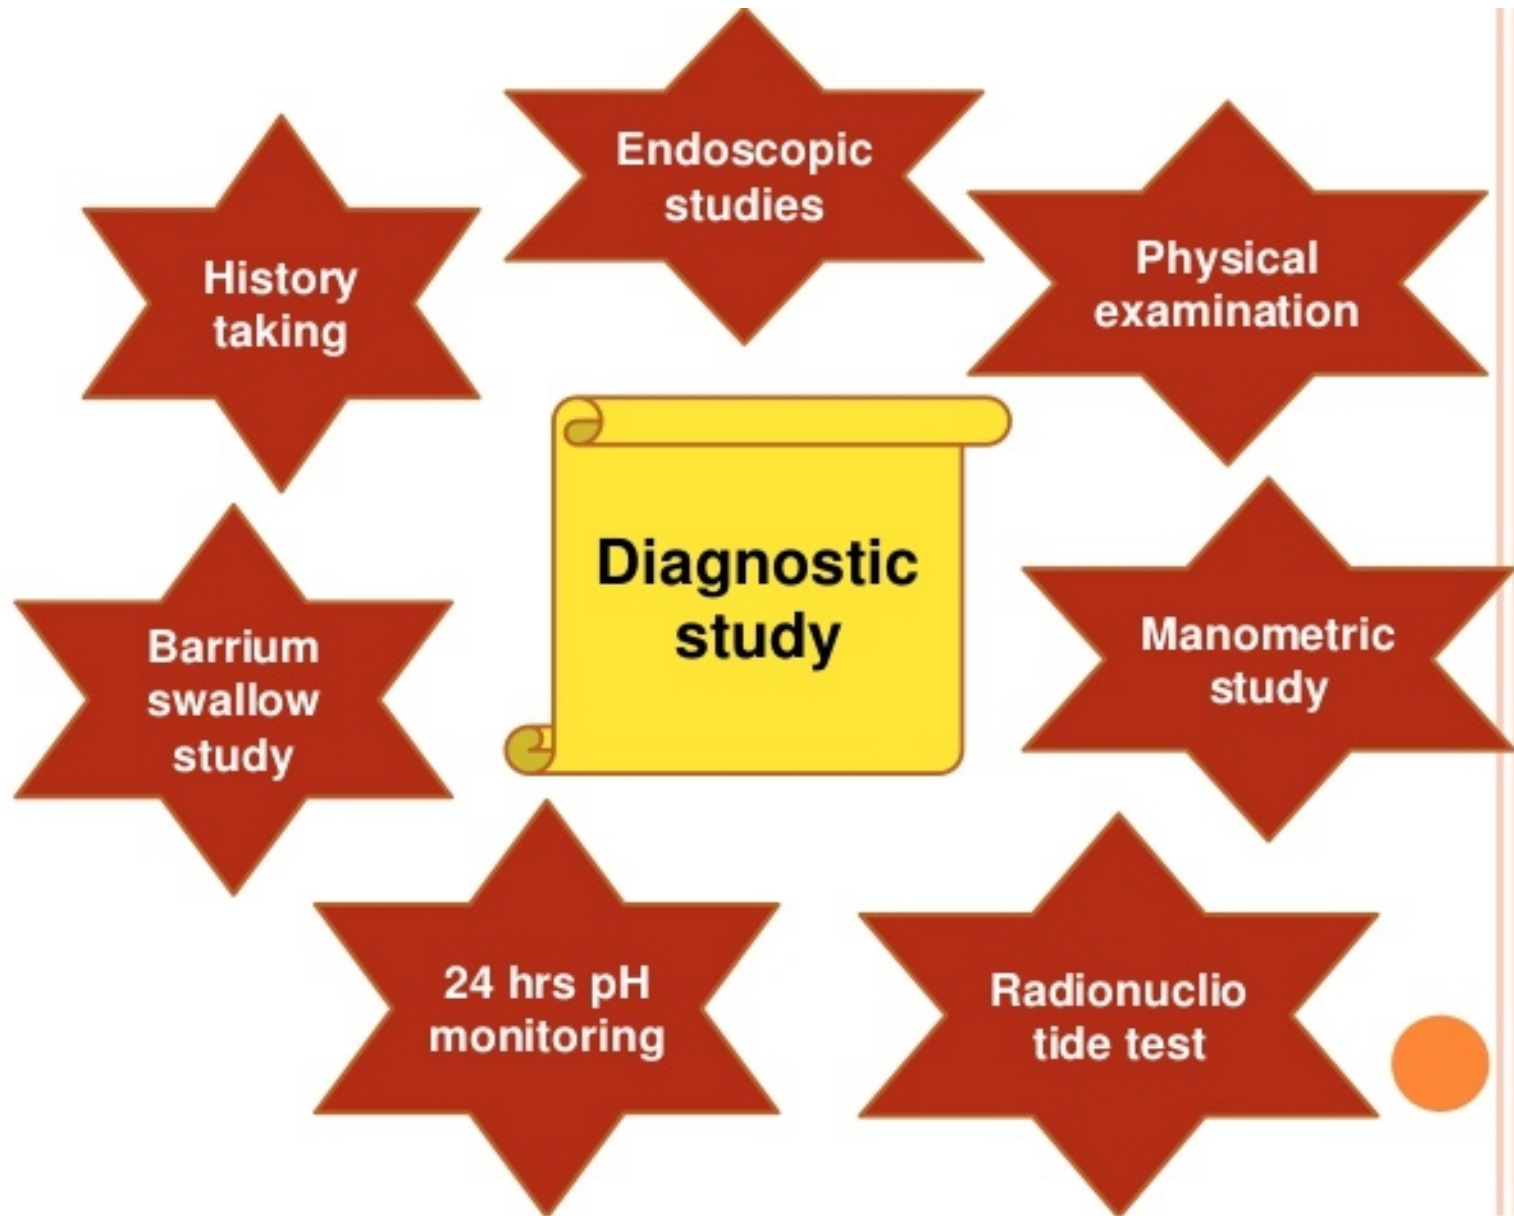 Endoscopic
studies
History
taking
Physical
examination
Diagnostic
study
Barrium
swallow
study
Manometric
study
24 hrs pH
monitoring
Radionuclio
tide test